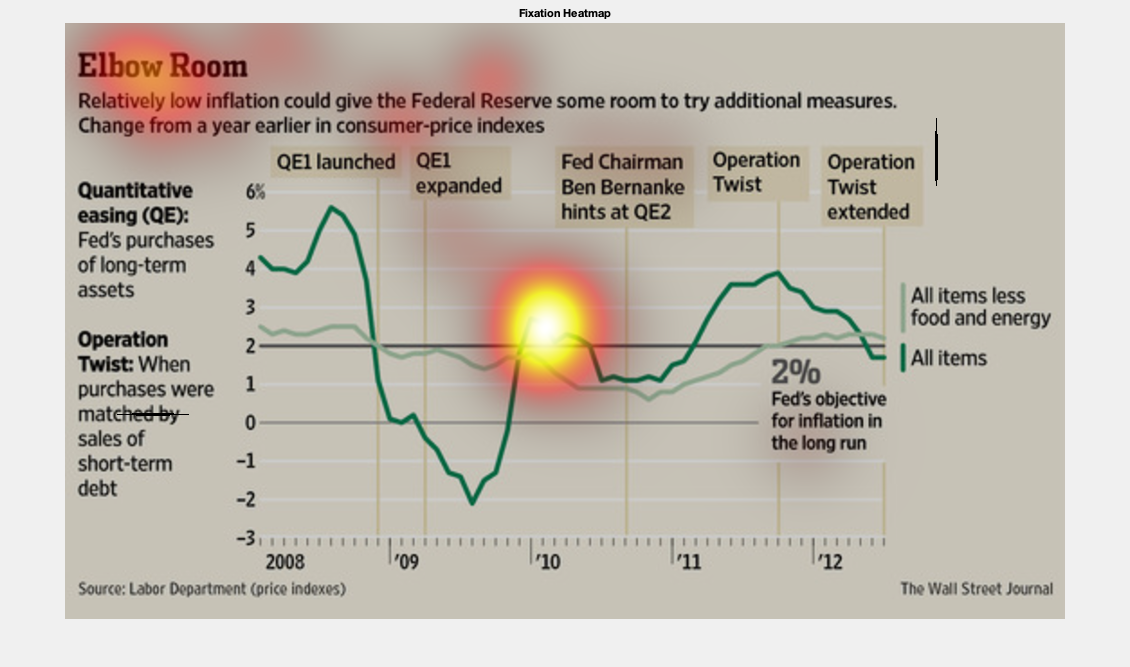 Fixation Heatmap
Elbow Room
Relatively low inflation could give the Federal Reserve some room to try additional measures.
Change from a year earlier in consumer-price indexes
QE1 launched
QE1
expanded
Fed Chairman
Ben Bernanke
hints at QE2
Operation
Twist
Operation
Twist
extended
Quantitative
easing (QE):
Fed's purchases
of long-term
assets
Operation
Twist: When
purchases were
matched by
sales of
short-term
debt
6%
5
4
3
2
1
0
−1
−2
−3
All items less
food and energy
All items
2%
Fed's objective
for inflation in
the long run
2008
'09
'10
'11
'12
Source: Labor Department (price indexes)
The Wall Street Journal